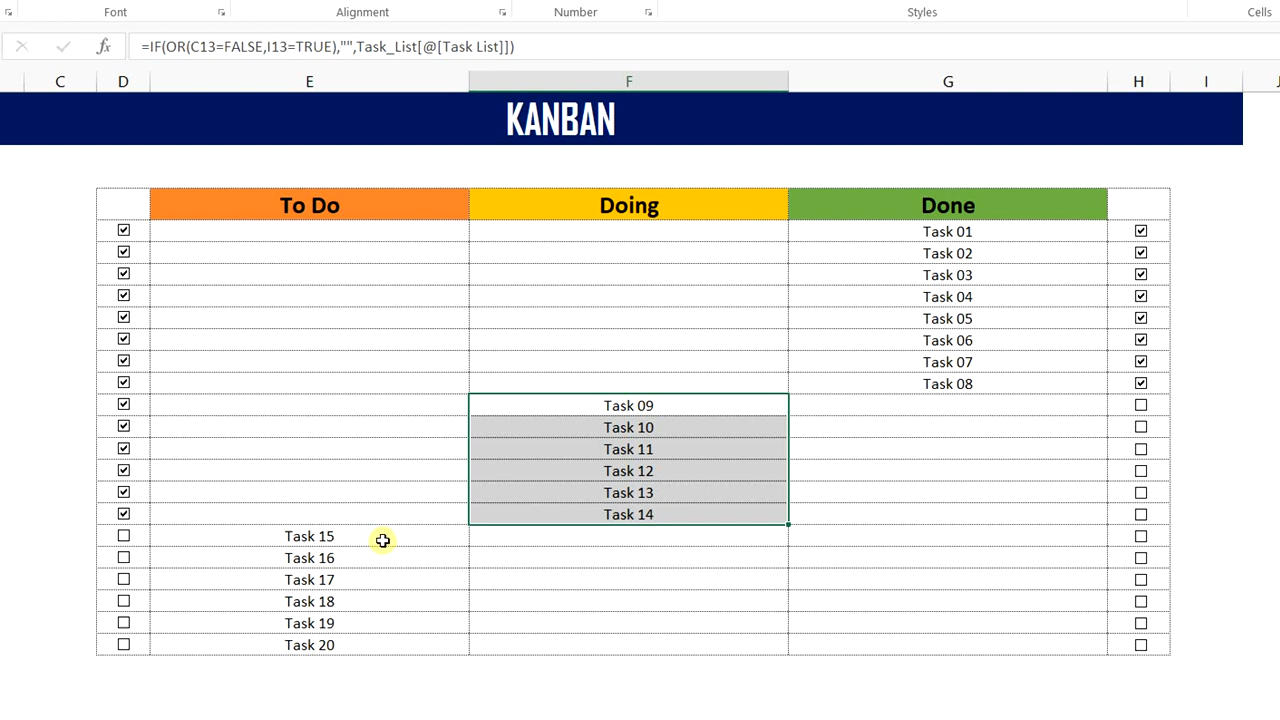 Font Alignment Number Styles Cells
fx =IF(OR(C13=FALSE,I13=TRUE),"",Task_List[@[Task List]])
C D E F G H I J
KANBAN
To Do Doing Done
Task 01
Task 02
Task 03
Task 04
Task 05
Task 06
Task 07
Task 08
Task 09
Task 10
Task 11
Task 12
Task 13
Task 14
Task 15
Task 16
Task 17
Task 18
Task 19
Task 20